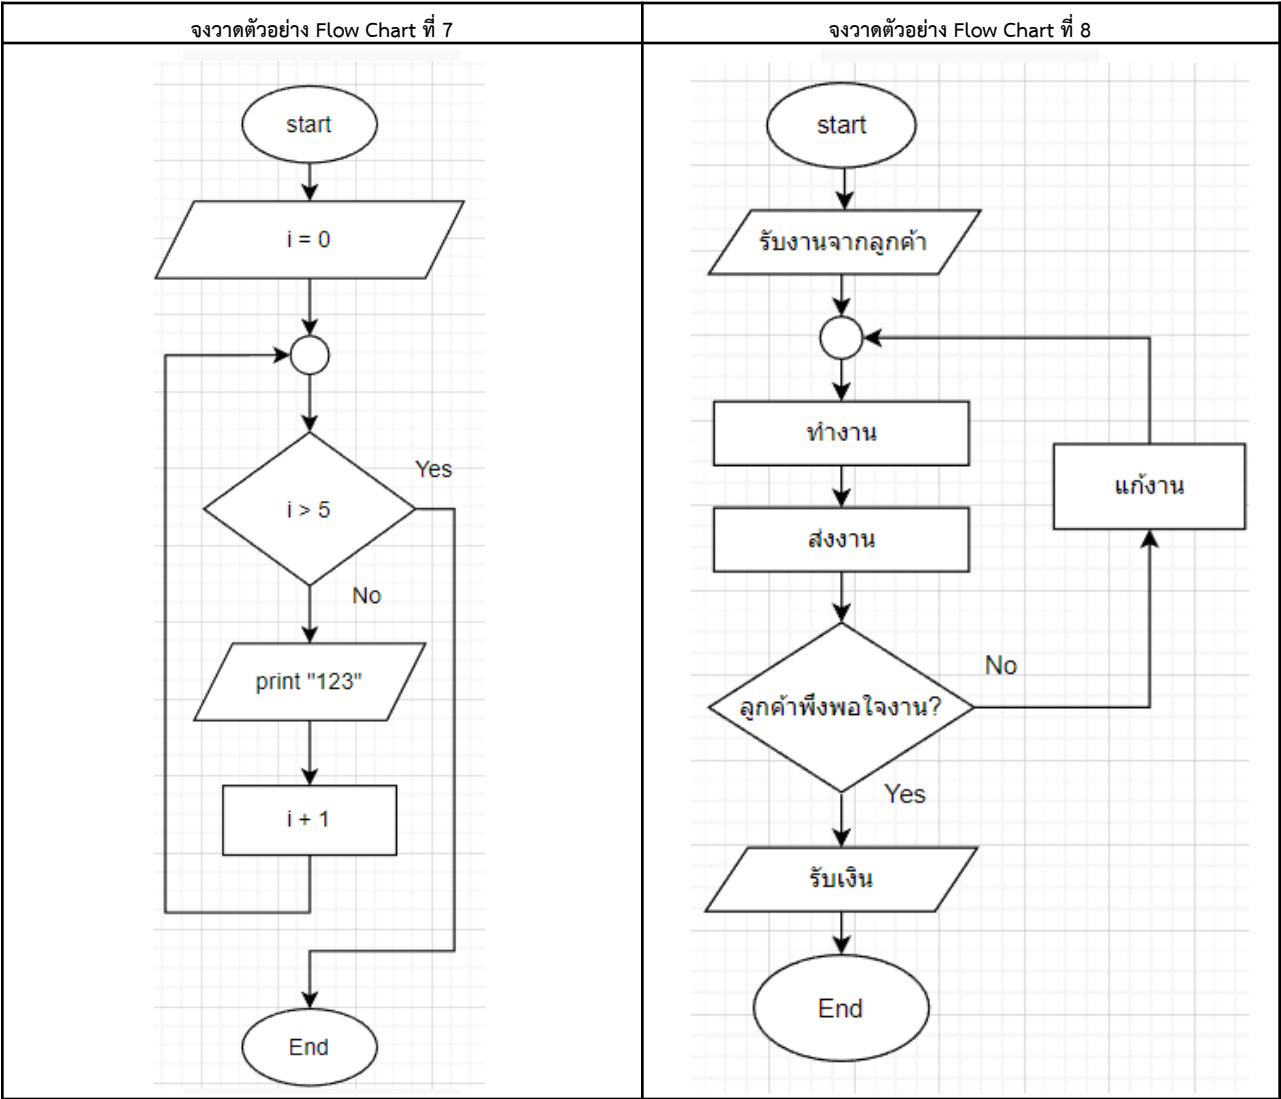 จงวาดตัวอย่าง Flow Chart ที่ 7
start
i = 0
i > 5
Yes
No
print "123"
i + 1
End
จงวาดตัวอย่าง Flow Chart ที่ 8
start
รับงานจากลูกค้า
ทำงาน
แก้งาน
ส่งงาน
ลูกค้าพึงพอใจงาน?
No
Yes
รับเงิน
End